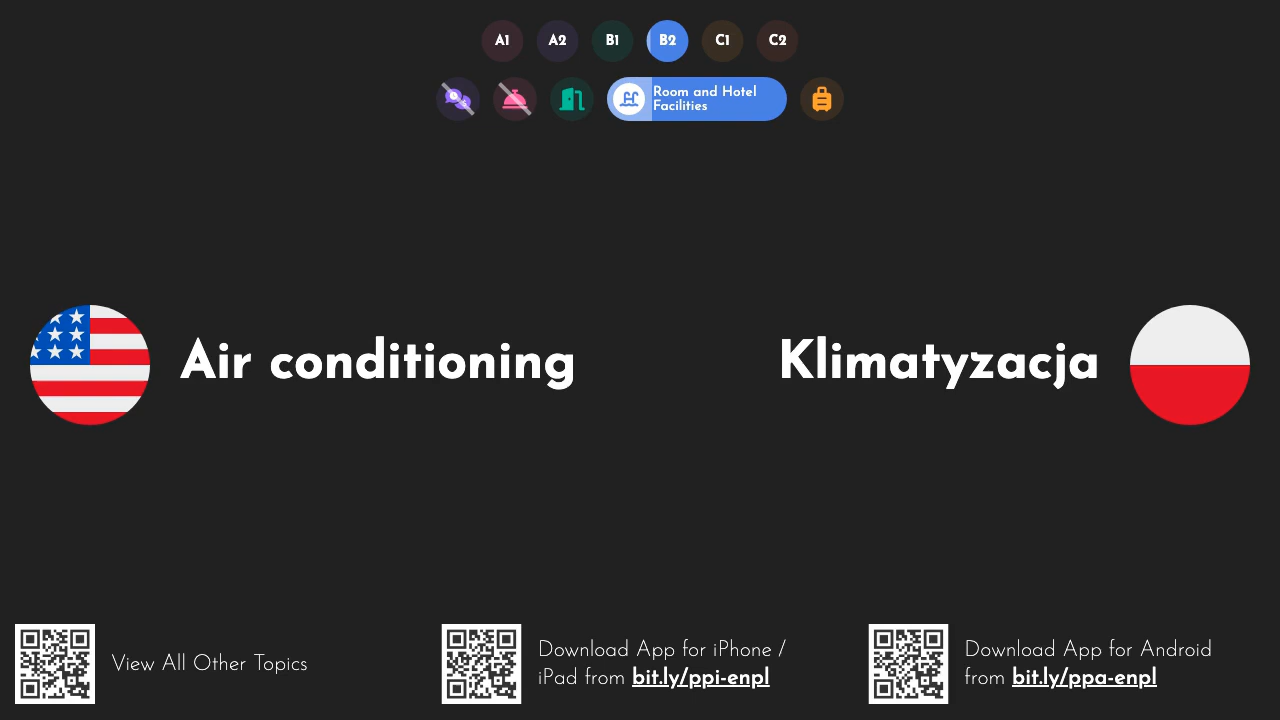 A1 A2 B1 B2 C1 C2
Room and Hotel
Facilities
Air conditioning
Klimatyzacja
View All Other Topics
Download App for iPhone /
iPad from bit.ly/ppi-enpl
Download App for Android
from bit.ly/ppa-enpl